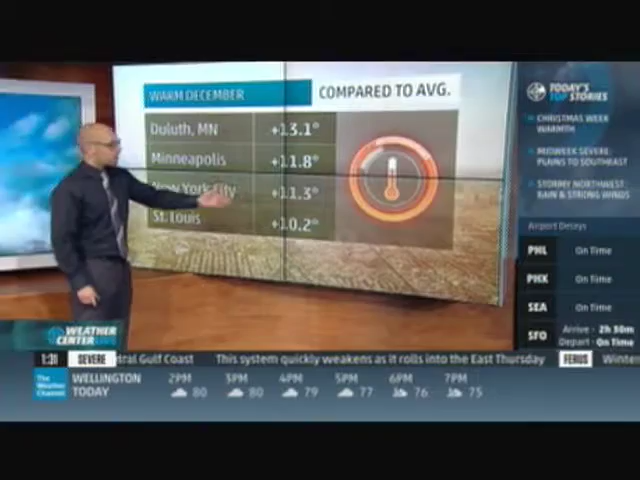 WARM DECEMBER
COMPARED TO AVG.
Duluth, MN +13.1°
Minneapolis +11.8°
New York City +11.3°
St. Louis +10.2°
TODAY'S
TOP STORIES
CHRISTMAS WEEK
WARMTH
MIDWEEK SEVERE:
PLAINS TO SOUTHEAST
STORMY NORTHWEST:
RAIN & STRONG WINDS
Airport Delays
PHL On Time
PHX On Time
SEA On Time
SFO Arrive - 2h 30m
Depart - On Time
WEATHER
CENTER LIVE
1:31 SEVERE ntral Gulf Coast This system quickly weakens as it rolls into the East Thursday FERUS Winter
The
Weather
Channel
WELLINGTON
TODAY
2PM 3PM 4PM 5PM 6PM 7PM
80 80 79 77 76 75